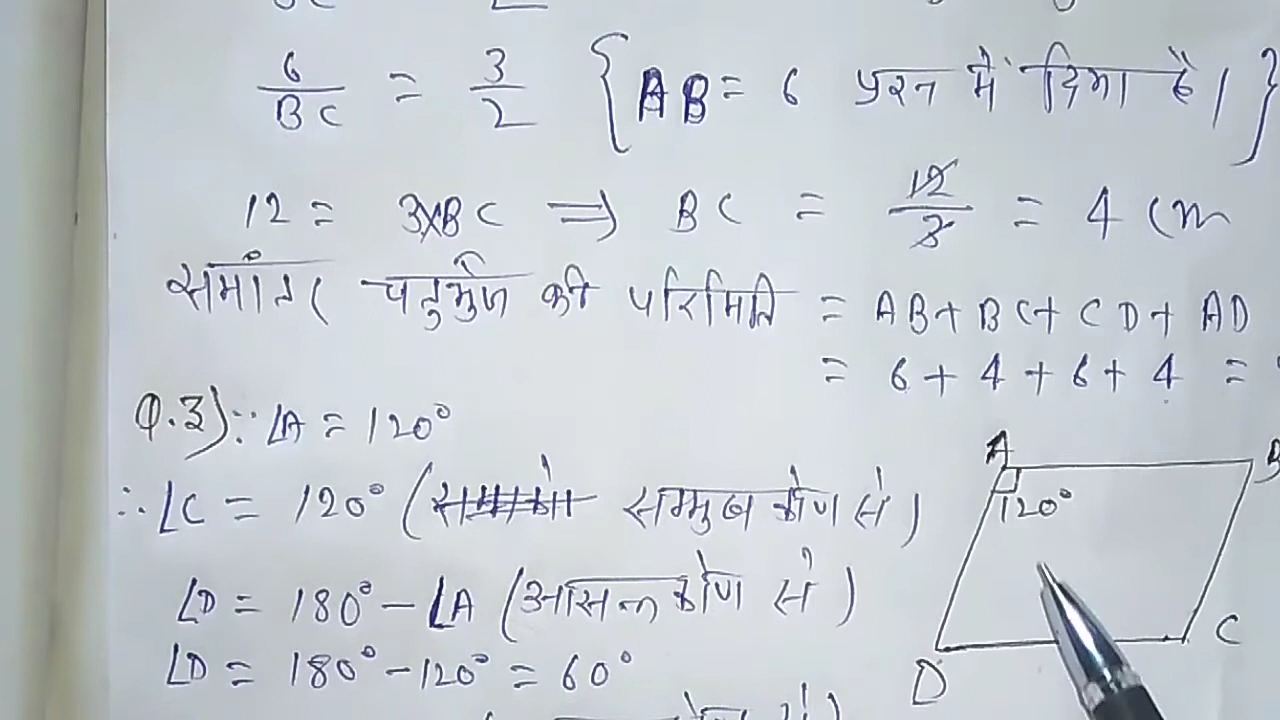 6/BC = 3/2 { AB = 6 प्रश्न में दिया है। }
12 = 3×BC ⇒ BC = 12/3 = 4 cm
समांतर चतुर्भुज की परिमिति = AB + BC + CD + AD
= 6 + 4 + 6 + 4 =
Q.3) ∵ ∠A = 120°
∴ ∠C = 120° ( सम्मुख कोण से )
∠D = 180° - ∠A (आसन्न कोण से )
∠D = 180° - 120° = 60°
A
B
120°
C
D